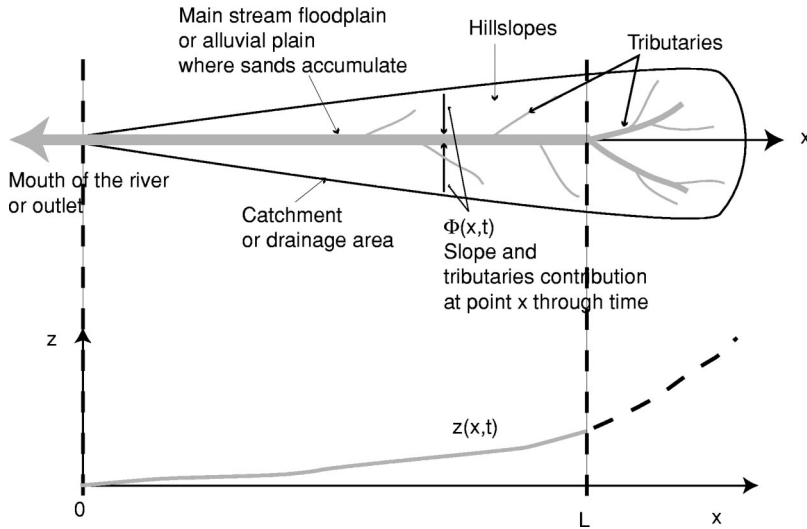 Main stream floodplain
or alluvial plain
where sands accumulate
Hillslopes
Tributaries
x
Mouth of the river
or outlet
Catchment
or drainage area
Φ(x,t)
Slope and
tributaries contribution
at point x through time
z
z(x,t)
0
L
x